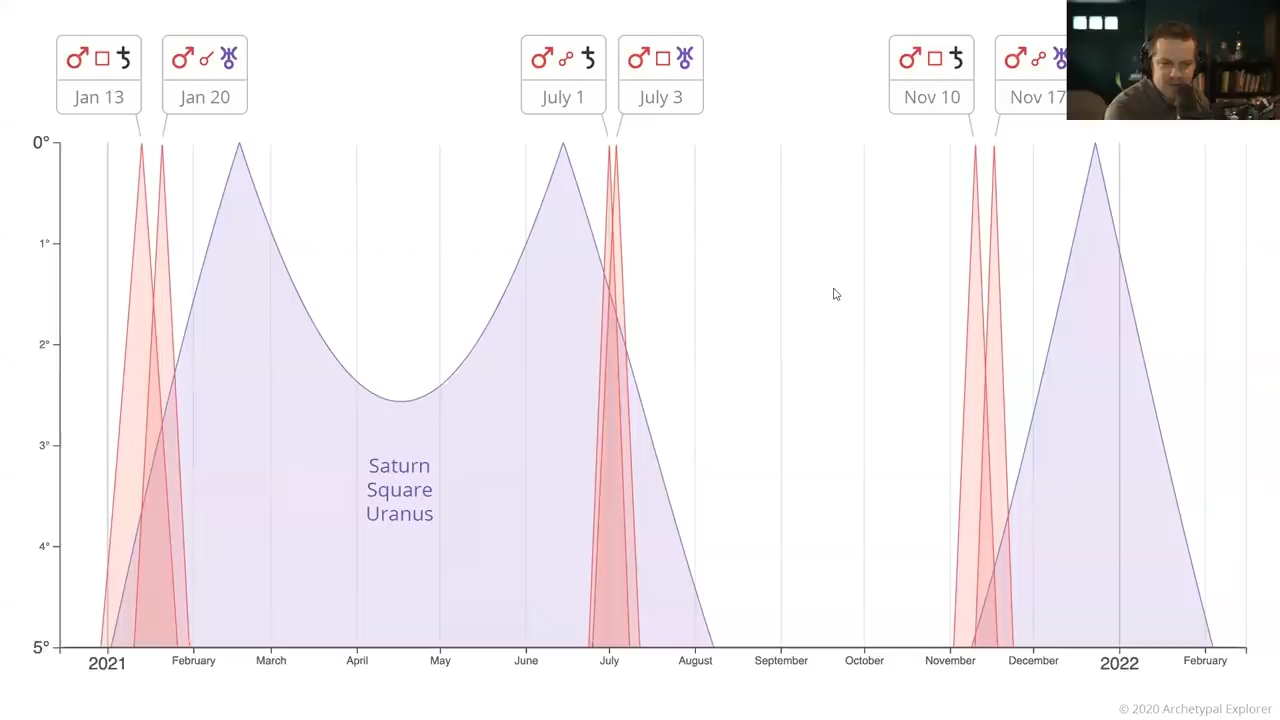 ♂ □ ♄
Jan 13
♂ ☌ ♅
Jan 20
♂ ☍ ♄
July 1
♂ □ ♅
July 3
♂ □ ♄
Nov 10
♂ ☍ ♅
Nov 17
0°
1°
2°
3°
4°
5°
Saturn
Square
Uranus
2021 February March April May June July August September October November December 2022 February
© 2020 Archetypal Explorer